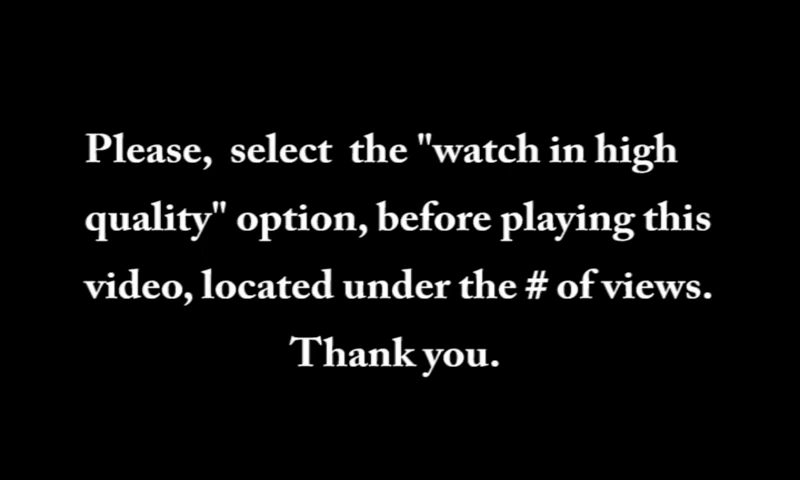 Please, select the "watch in high
quality" option, before playing this
video, located under the # of views.
Thank you.